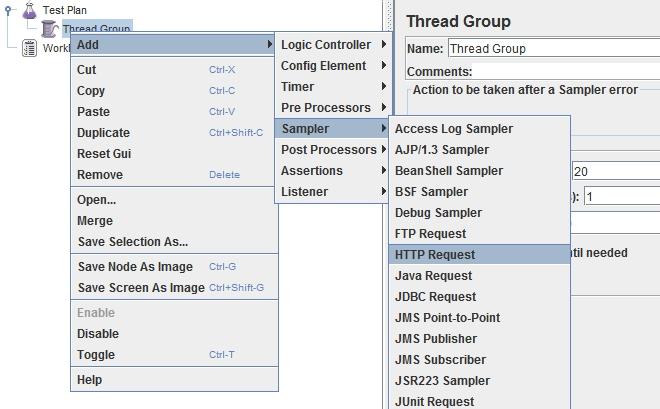 Test Plan
Thread Group
Add
Cut Ctrl-X
Copy Ctrl-C
Paste Ctrl-V
Duplicate Ctrl+Shift-C
Reset Gui
Remove Delete
Open...
Merge
Save Selection As...
Save Node As Image Ctrl-G
Save Screen As Image Ctrl+Shift-G
Enable
Disable
Toggle Ctrl-T
Help
Logic Controller
Config Element
Timer
Pre Processors
Sampler
Post Processors
Assertions
Listener
Access Log Sampler
AJP/1.3 Sampler
BeanShell Sampler
BSF Sampler
Debug Sampler
FTP Request
HTTP Request
Java Request
JDBC Request
JMS Point-to-Point
JMS Publisher
JMS Subscriber
JSR223 Sampler
JUnit Request
Thread Group
Name: Thread Group
Comments:
Action to be taken after a Sampler error
20
): 1
needed